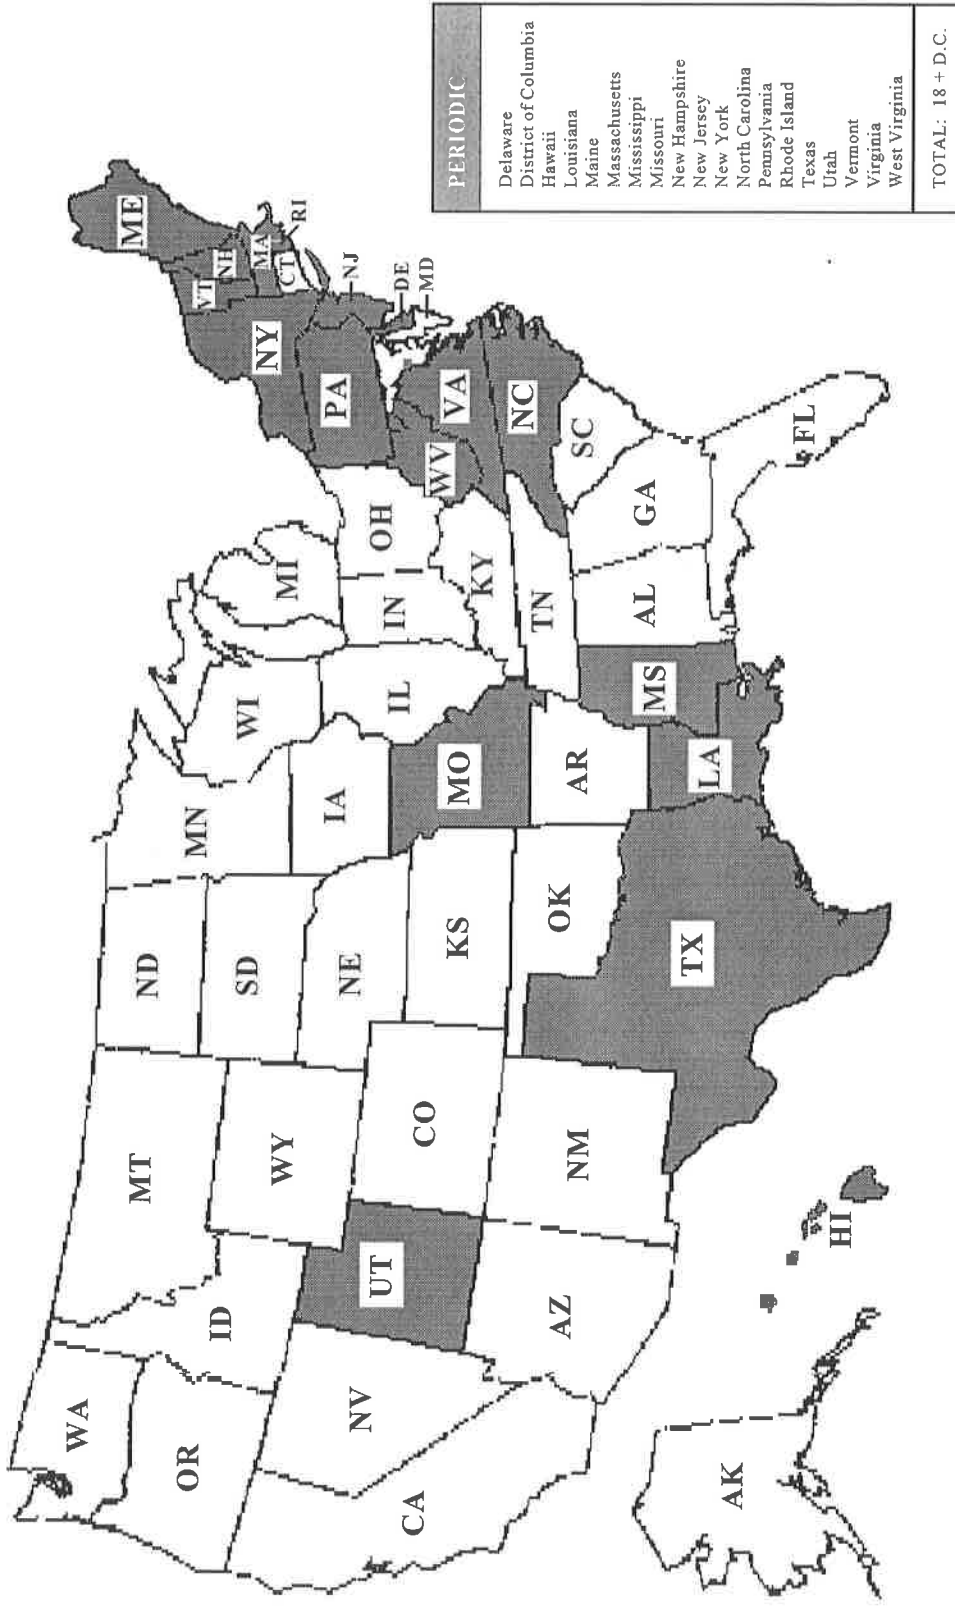 WA
OR
CA
NV
ID
MT
WY
UT
AZ
CO
NM
ND
SD
NE
KS
OK
TX
MN
IA
MO
AR
LA
WI
IL
MS
MI
IN
OH
KY
TN
AL
GA
FL
SC
NC
VA
WV
PA
NY
VT
NH
ME
MA
CT
RI
NJ
DE
MD
AK
HI
PERIODIC
Delaware
District of Columbia
Hawaii
Louisiana
Maine
Massachusetts
Mississippi
Missouri
New Hampshire
New Jersey
New York
North Carolina
Pennsylvania
Rhode Island
Texas
Utah
Vermont
Virginia
West Virginia
TOTAL: 18 + D.C.